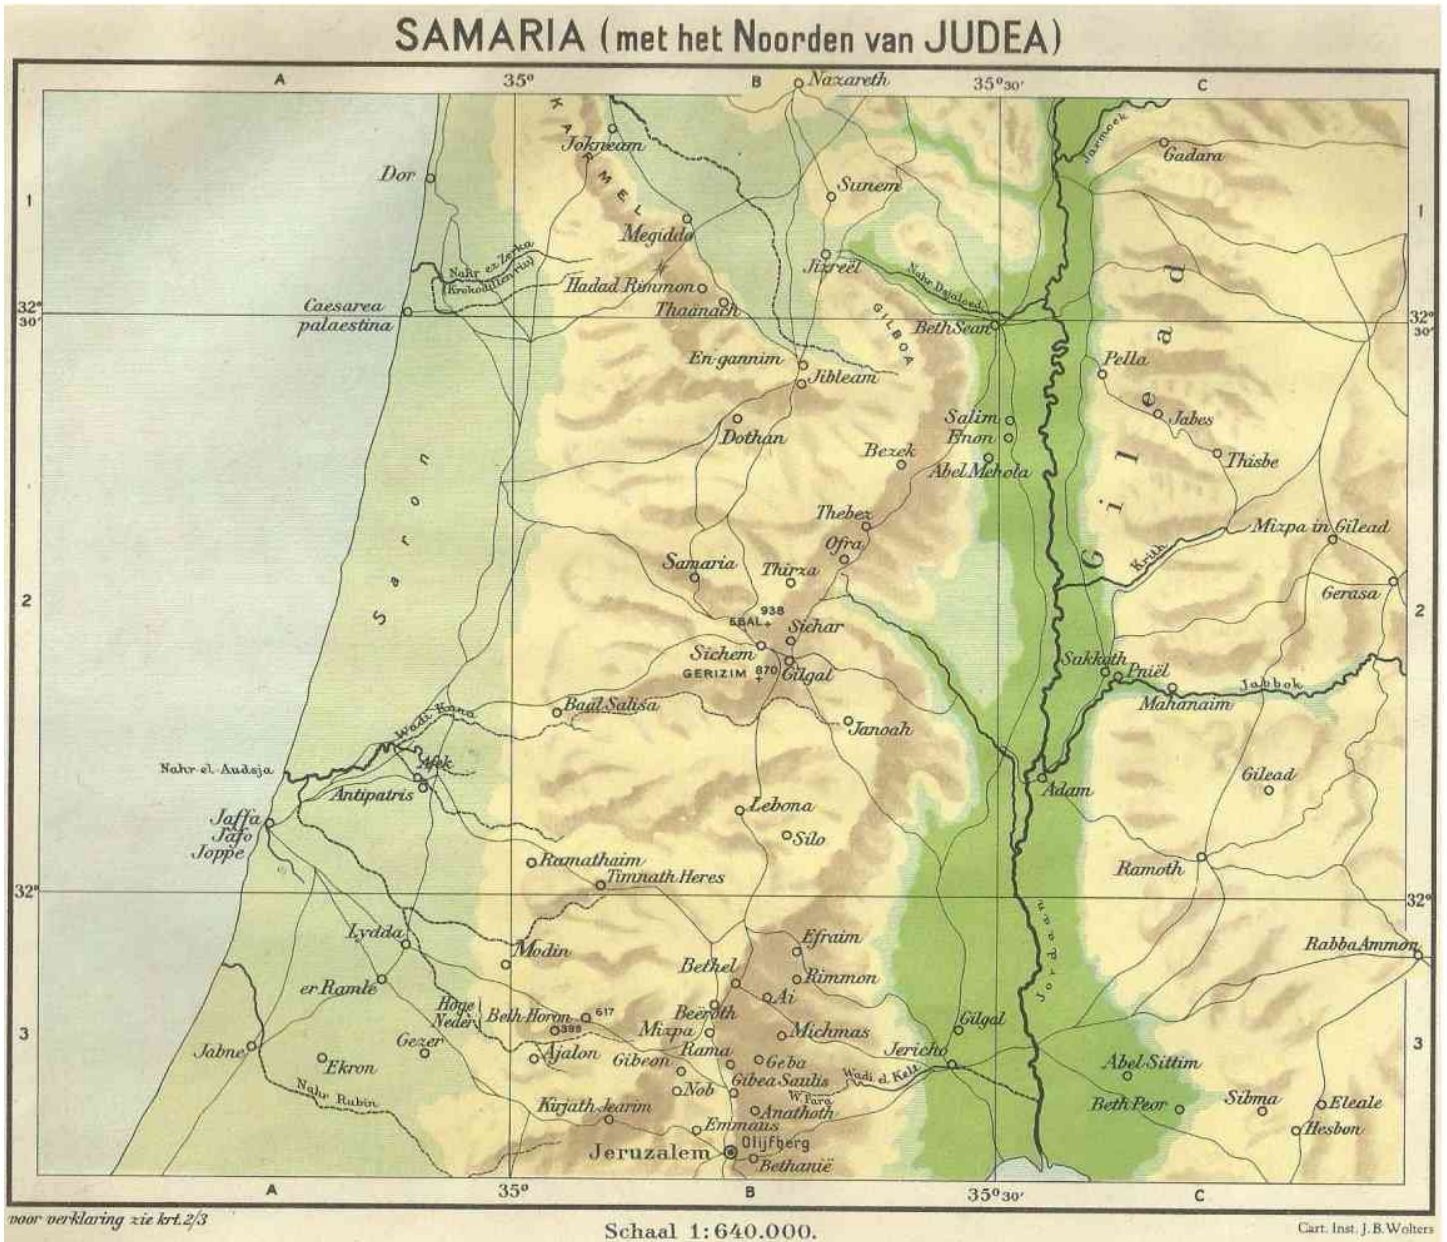 SAMARIA (met het Noorden van JUDEA)
A
35°
B
Nazareth
35°30'
C
KARMEL
Jokneam
Jarmoek
Gadara
Dor
Sunem
1
1
Megiddo
Nahr ez Zerka
(Krokodillenriv.)
Hadad Rimmon
Jizreël
Nahr Dsjaloed
Thaänach
Caesarea
palaestina
32°
30'
32°
30'
GILBOA
Beth Sean
En-gannim
Jibleam
Pella
Gilead
Jabes
Dothan
Salim
Enon
Abel Mehola
Bezek
Thisbe
Saron
Thebez
Ofra
Mizpa in Gilead
Krith
Samaria
Thirza
Gerasa
2
2
938
EBAL
Sichar
Sichem
GERIZIM 870
Gilgal
Sukkoth
Pniël
Jabbok
Mahanaim
Baäl Salisa
Wadi Kana
Janoah
Nahr-el-Audsja
Afek
Antipatris
Adam
Gilead
Jaffa
Jafo
Joppe
Lebona
Silo
Ramathaim
Timnath Heres
Ramoth
32°
32°
Jordaan
Lydda
Modin
Efraim
Rabba Ammon
Bethel
Rimmon
er Ramle
Ai
Hoge
Neder
Beth-Horon
617
399
Beëroth
Mizpa
Michmas
Gilgal
3
3
Jabne
Ekron
Gezer
Ajalon
Gibeon
Rama
Geba
Jericho
Wadi el Kelt
Abel Sittim
Nahr Rubin
Nob
Gibea Saulis
W. Fara
Kirjath Jearim
Anathoth
Beth Peor
Sibma
Eleale
Emmaus
Hesbon
Jeruzalem
Olijfberg
Bethanië
A
35°
B
35°30'
C
voor verklaring zie krt. 2/3
Schaal 1:640.000.
Cart. Inst. J.B. Wolters